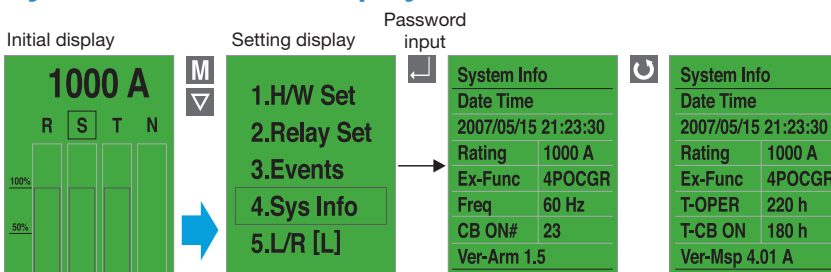 Password
Initial display
Setting display
input
1000 A
M
R S T N
100%
50%
1.H/W Set
2.Relay Set
3.Events
4.Sys Info
5.L/R [L]
System Info
Date Time
2007/05/15 21:23:30
Rating 1000 A
Ex-Func 4POCGR
Freq 60 Hz
CB ON# 23
Ver-Arm 1.5
System Info
Date Time
2007/05/15 21:23:30
Rating 1000 A
Ex-Func 4POCGR
T-OPER 220 h
T-CB ON 180 h
Ver-Msp 4.01 A